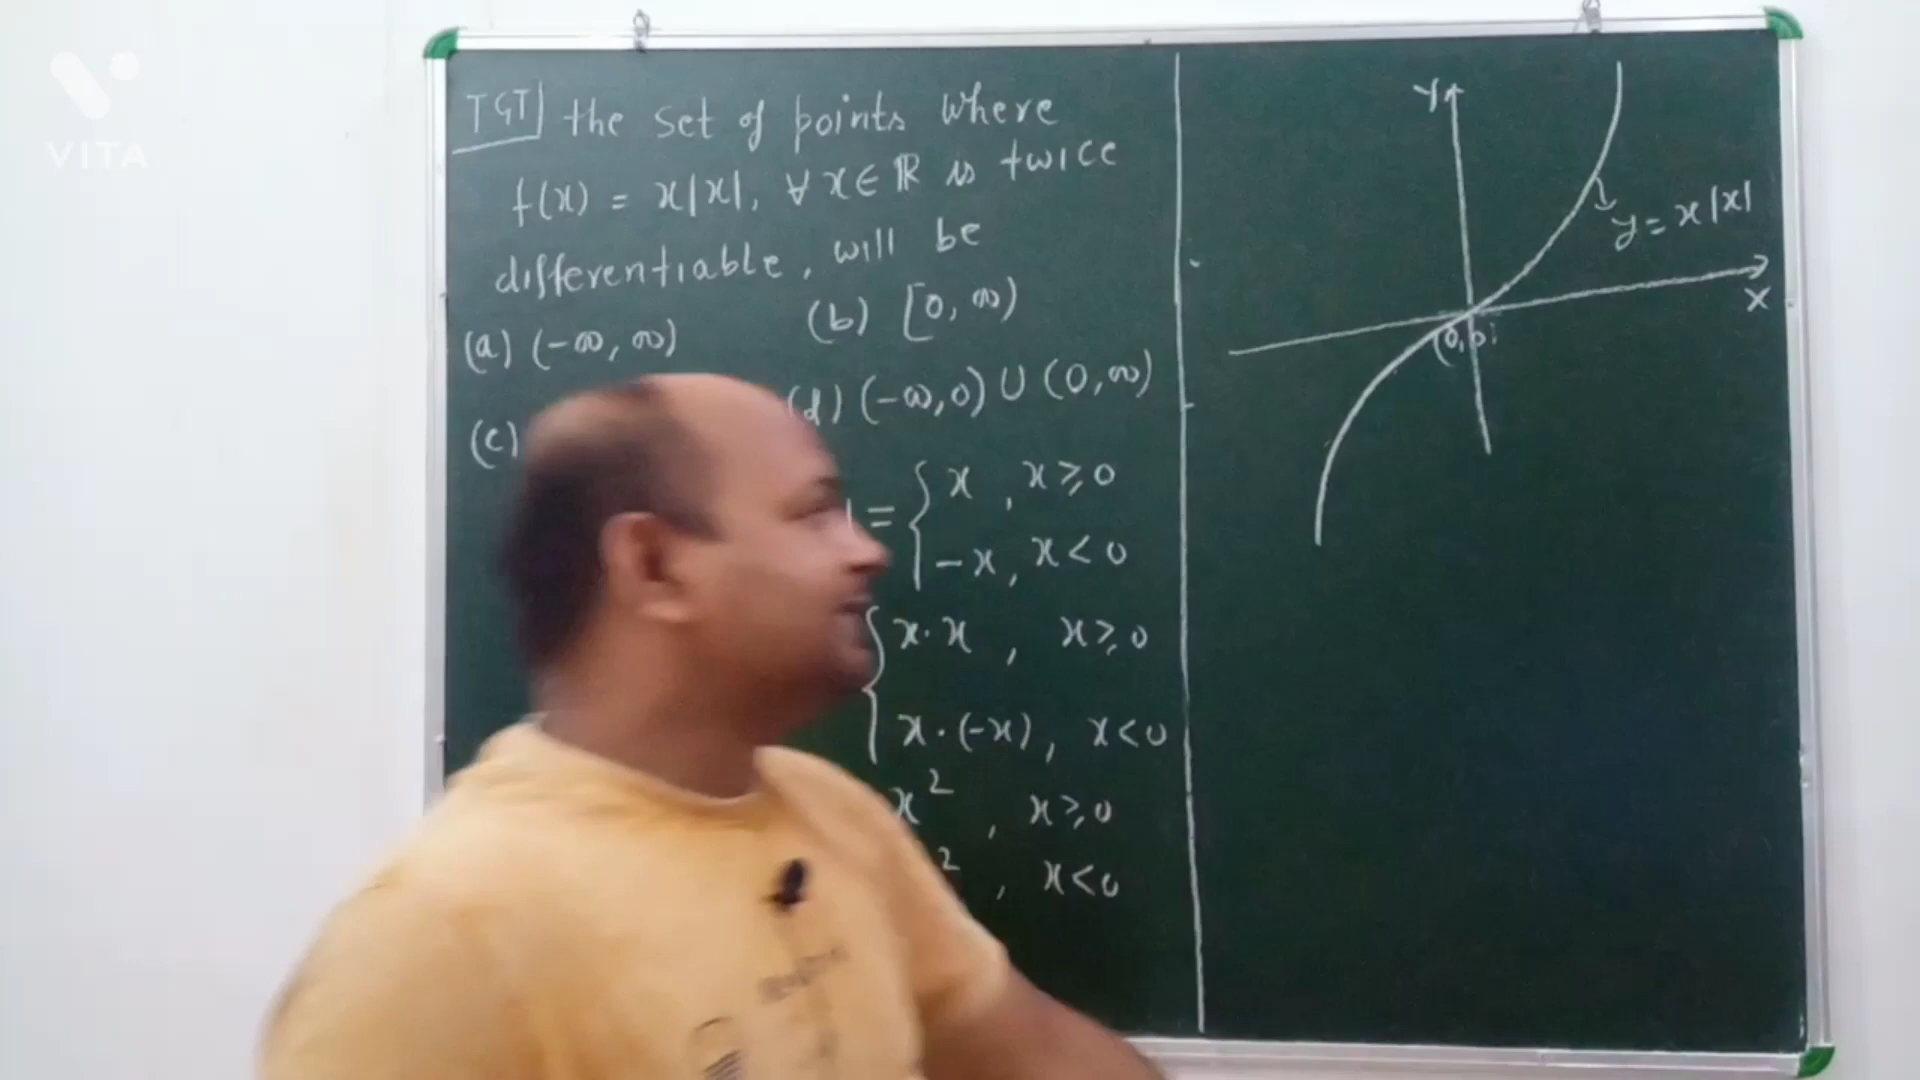 VITA
TGT] the set of points where
f(x) = x|x|, ∀ x ∈ ℝ is twice
differentiable, will be
(a) (-∞, ∞) (b) [0, ∞)
(c) (d) (-∞,0) ∪ (0,∞)
= { x , x ≥ 0
-x, x < 0
{ x·x , x ≥ 0
x·(-x), x < 0
x² , x ≥ 0
² , x < 0
Y
y = x|x|
X
(0,0)